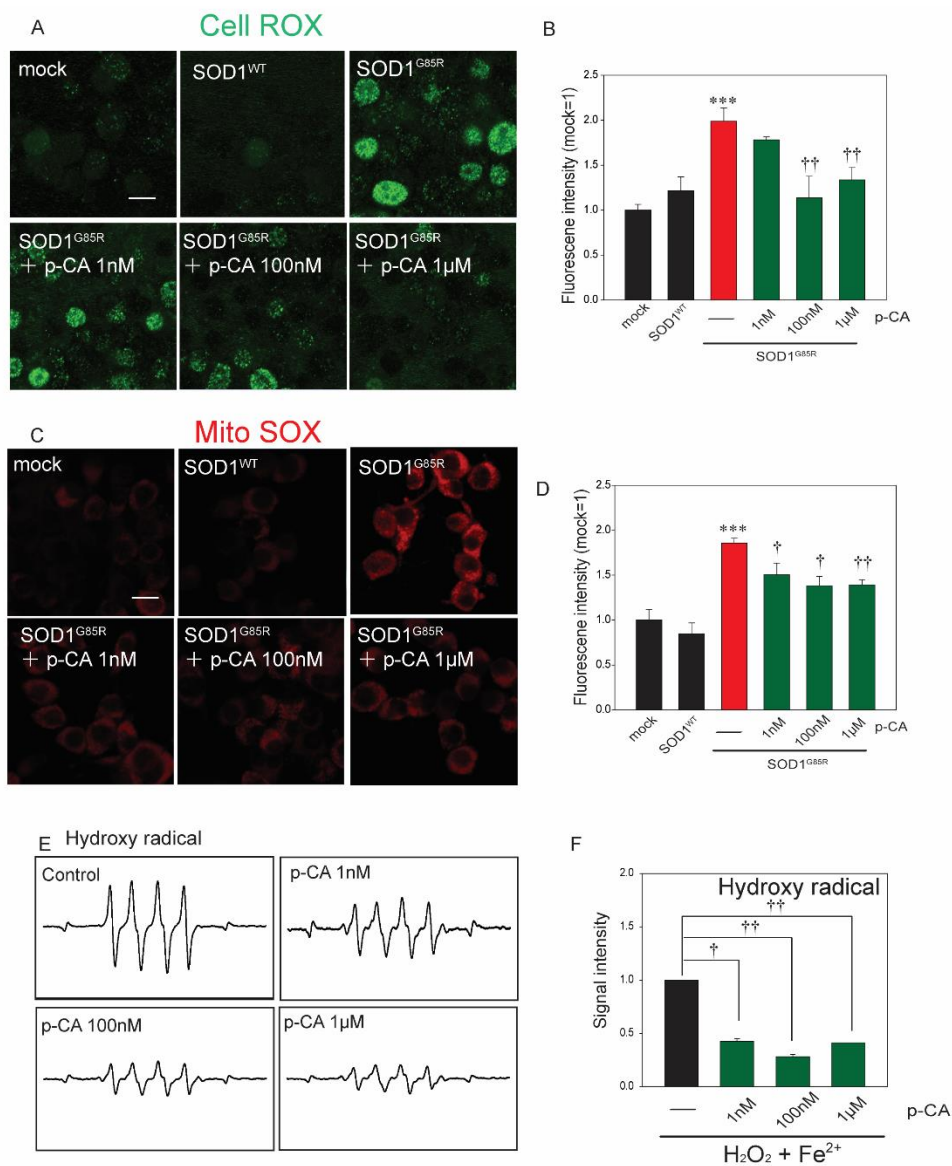 A
Cell ROX
mock
SOD1ᵂᵀ
SOD1ᴳ⁸⁵ᴿ
SOD1ᴳ⁸⁵ᴿ
+ p-CA 1nM
SOD1ᴳ⁸⁵ᴿ
+ p-CA 100nM
SOD1ᴳ⁸⁵ᴿ
+ p-CA 1µM
B
Fluorescene intensity (mock=1)
2.5
2.0
1.5
1.0
0.5
0.0
***
††
††
mock
SOD1ᵂᵀ
—
1nM
100nM
1µM
p-CA
SOD1ᴳ⁸⁵ᴿ
C
Mito SOX
mock
SOD1ᵂᵀ
SOD1ᴳ⁸⁵ᴿ
SOD1ᴳ⁸⁵ᴿ
+ p-CA 1nM
SOD1ᴳ⁸⁵ᴿ
+ p-CA 100nM
SOD1ᴳ⁸⁵ᴿ
+ p-CA 1µM
D
Fluorescene intensity (mock=1)
2.5
2.0
1.5
1.0
0.5
0.0
***
†
†
††
mock
SOD1ᵂᵀ
—
1nM
100nM
1µM
p-CA
SOD1ᴳ⁸⁵ᴿ
E
Hydroxy radical
Control
p-CA 1nM
p-CA 100nM
p-CA 1µM
F
Hydroxy radical
Signal intensity
2.0
1.5
1.0
0.5
0.0
††
††
†
—
1nM
100nM
1µM
p-CA
H₂O₂ + Fe²⁺